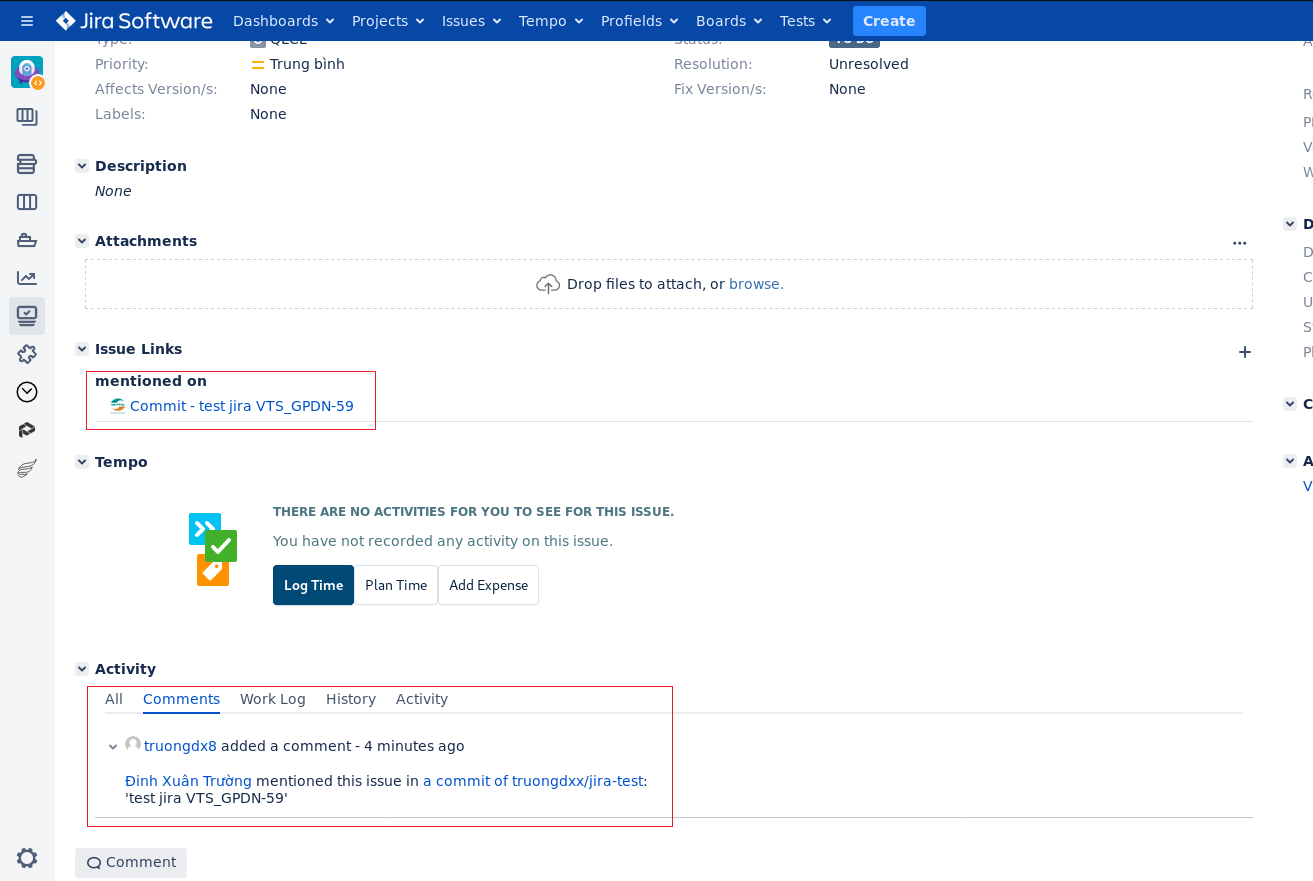 Jira Software Dashboards Projects Issues Tempo Profields Boards Tests Create
Type: Status:
Priority: Trung bình Resolution: Unresolved
Affects Version/s: None Fix Version/s: None
Labels: None
Description
None
Attachments
Drop files to attach, or browse.
Issue Links
mentioned on
Commit - test jira VTS_GPDN-59
Tempo
THERE ARE NO ACTIVITIES FOR YOU TO SEE FOR THIS ISSUE.
You have not recorded any activity on this issue.
Log Time Plan Time Add Expense
Activity
All Comments Work Log History Activity
truongdx8 added a comment - 4 minutes ago
Đinh Xuân Trường mentioned this issue in a commit of truongdxx/jira-test:
'test jira VTS_GPDN-59'
Comment